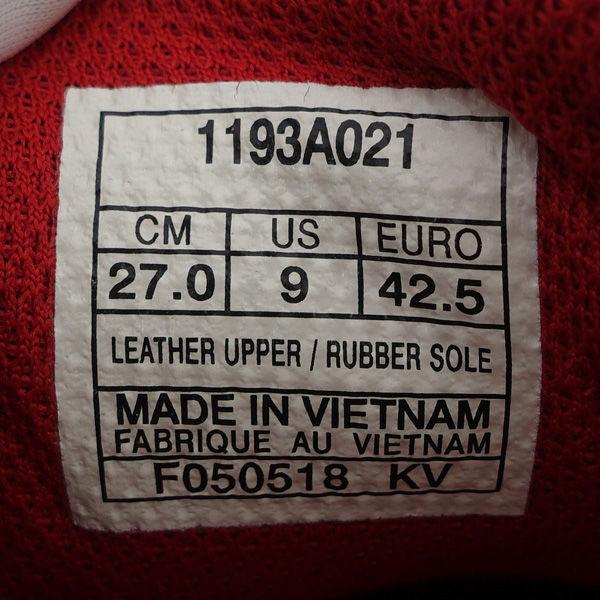 1193A021
CM US EURO
27.0 9 42.5
LEATHER UPPER / RUBBER SOLE
MADE IN VIETNAM
FABRIQUE AU VIETNAM
F050518 KV